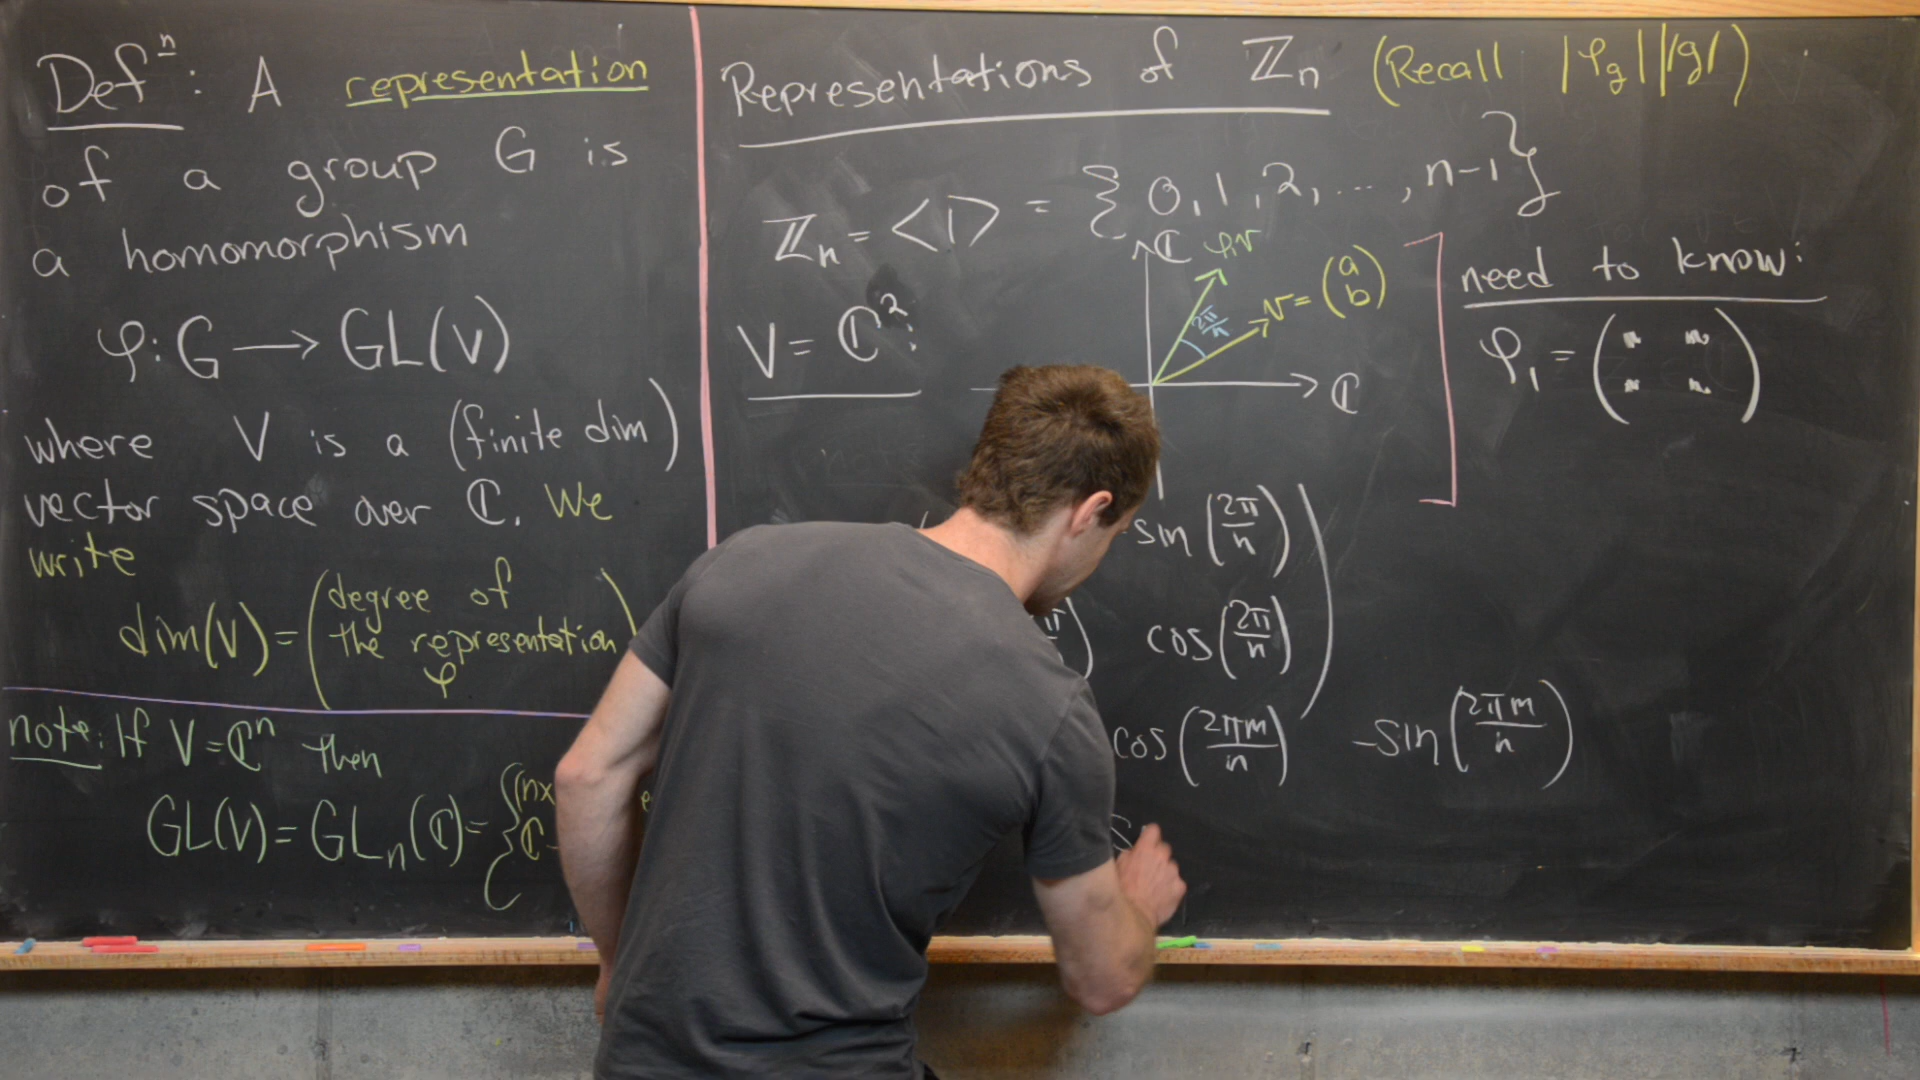 Defⁿ: A representation
of a group G is
a homomorphism
φ: G ⟶ GL(V)
where V is a (finite dim)
vector space over ℂ. We
write
dim(V) = (degree of
the representation
φ
note: If V = ℂⁿ then
GL(V) = GLₙ(ℂ) = { (nx
ℂ-
Representations of ℤₙ (Recall |φ_g| | |g|)
ℤₙ = <1> = {0, 1, 2, ..., n-1}
V = ℂ²:
ℂ
φv
v = (a
b)
2π/n
ℂ
need to know:
φ₁ = ( )
-sin(2π/n)
cos(2π/n)
cos(2πm/n) -sin(2πm/n)